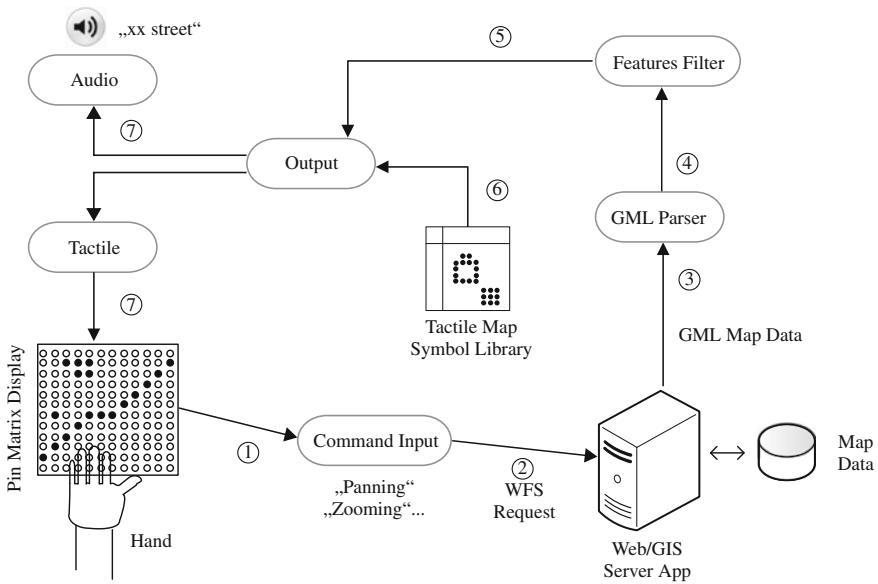 „xx street“
Audio
⑦
Output
⑤
Features Filter
④
⑥
GML Parser
Tactile
⑦
Tactile Map
Symbol Library
③
GML Map Data
Pin Matrix Display
①
Command Input
„Panning“
„Zooming“...
②
WFS
Request
Map
Data
Hand
Web/GIS
Server App